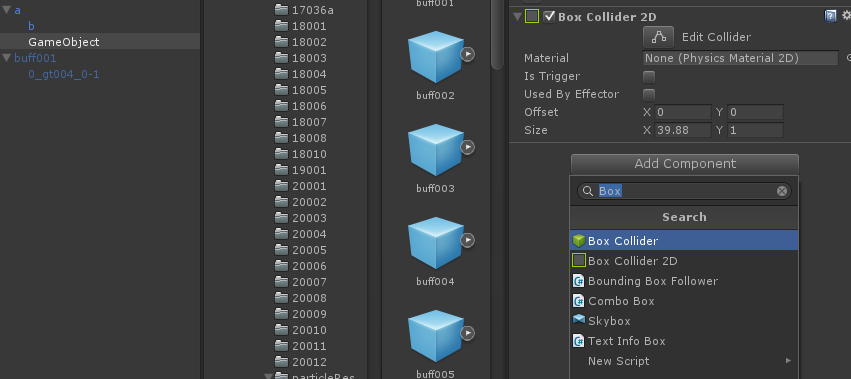 a
b
GameObject
buff001
0_gt004_0-1
17036a
18001
18002
18003
18004
18005
18006
18007
18008
18010
19001
20001
20002
20003
20004
20005
20006
20007
20008
20009
20010
20011
20012
particleRes
buff001
buff002
buff003
buff004
buff005
Box Collider 2D
Edit Collider
Material None (Physics Material 2D)
Is Trigger
Used By Effector
Offset X 0 Y 0
Size X 39.88 Y 1
Add Component
Box
Search
Box Collider
Box Collider 2D
Bounding Box Follower
Combo Box
Skybox
Text Info Box
New Script